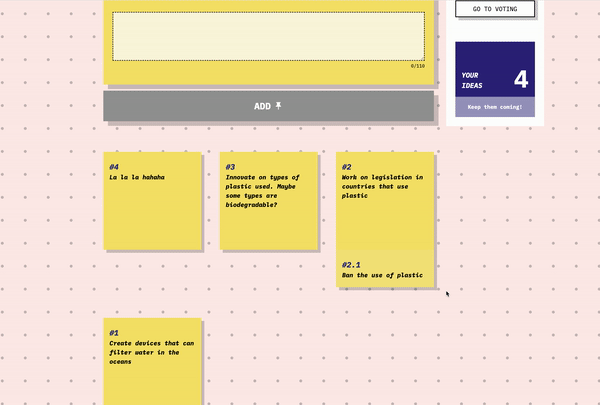 GO TO VOTING
0/110
YOUR
IDEAS
4
Keep them coming!
ADD
#4
La la la hahaha
#3
Innovate on types of
plastic used. Maybe
some types are
biodegradable?
#2
Work on legislation in
countries that use
plastic
#2.1
Ban the use of plastic
#1
Create devices that can
filter water in the
oceans